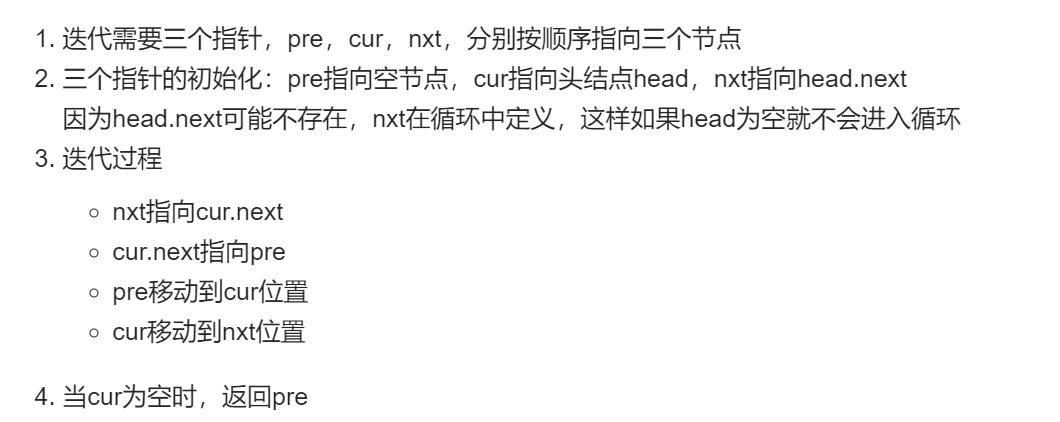 1. 迭代需要三个指针，pre，cur，nxt，分别按顺序指向三个节点
2. 三个指针的初始化：pre指向空节点，cur指向头结点head，nxt指向head.next
因为head.next可能不存在，nxt在循环中定义，这样如果head为空就不会进入循环
3. 迭代过程
○ nxt指向cur.next
○ cur.next指向pre
○ pre移动到cur位置
○ cur移动到nxt位置
4. 当cur为空时，返回pre